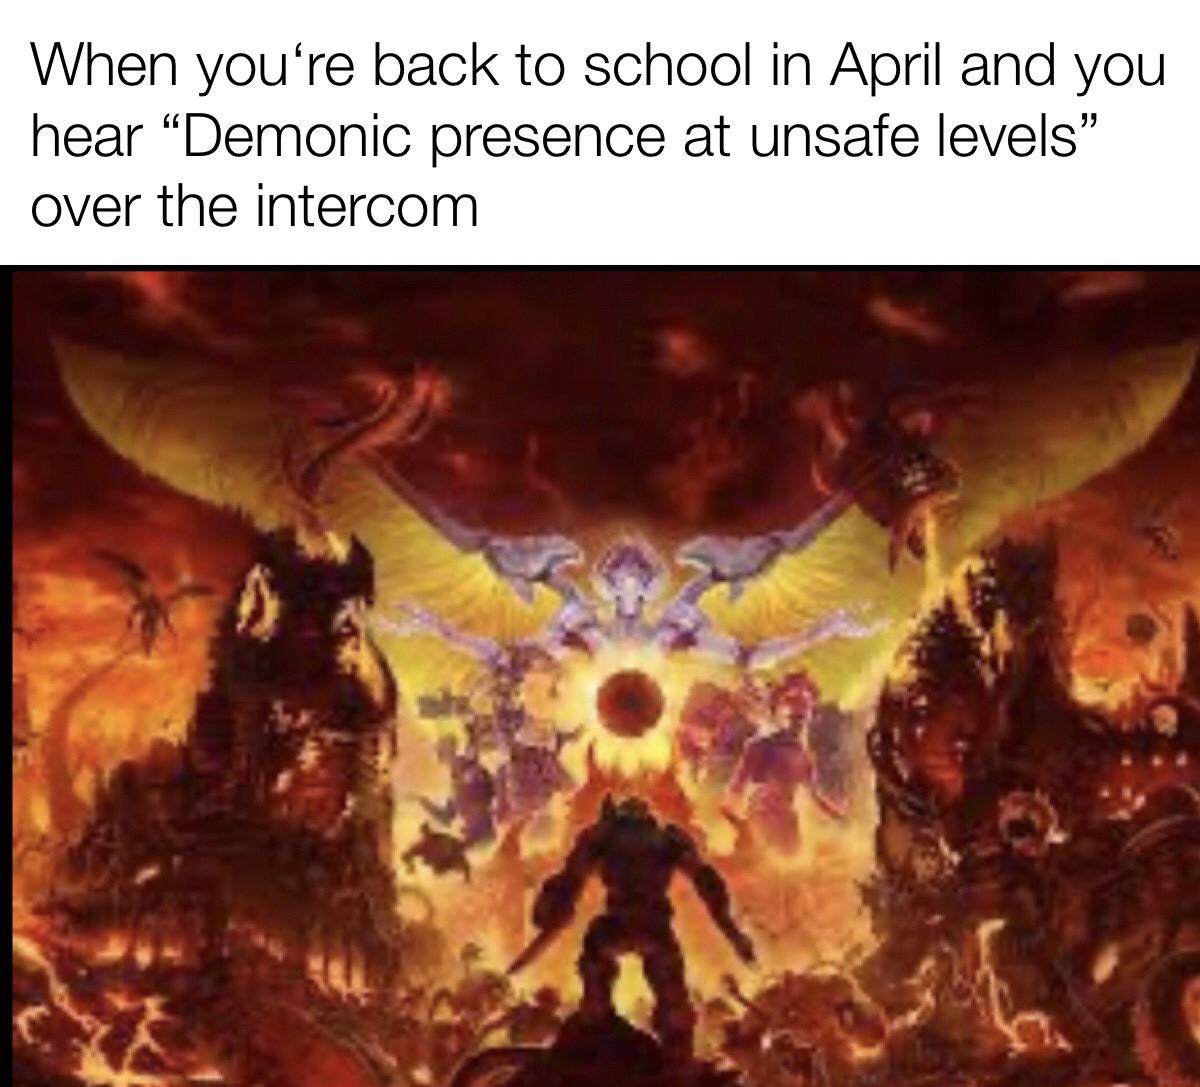 When you‘re back to school in April and you
hear “Demonic presence at unsafe levels”
over the intercom